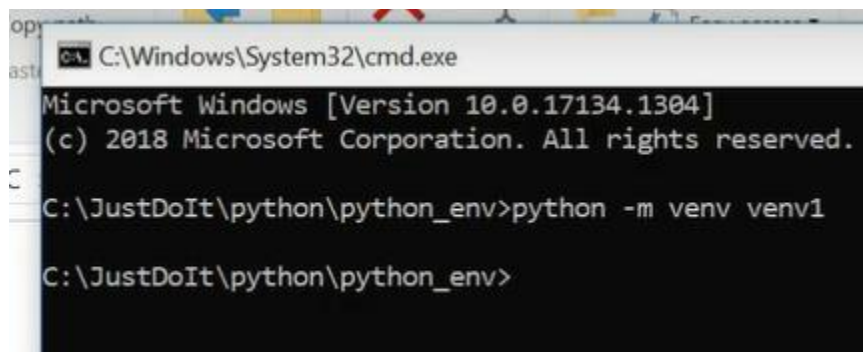 C:\Windows\System32\cmd.exe
Microsoft Windows [Version 10.0.17134.1304]
(c) 2018 Microsoft Corporation. All rights reserved.
C:\JustDoIt\python\python_env>python -m venv venv1
C:\JustDoIt\python\python_env>